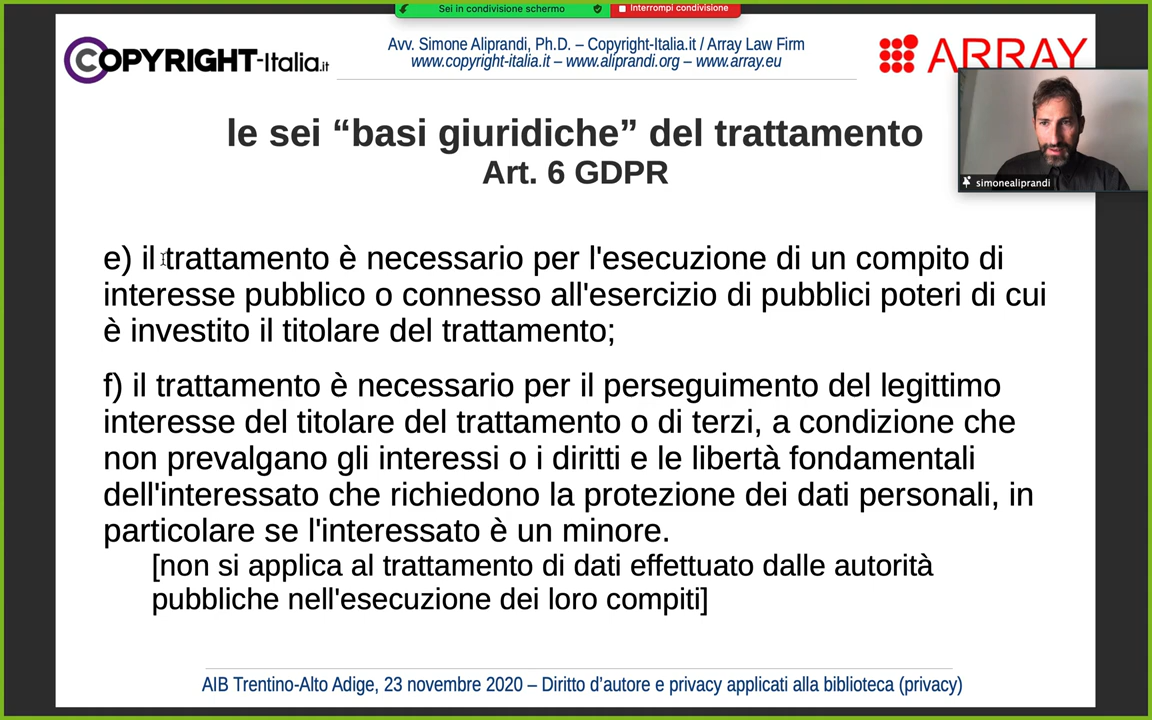 Sei in condivisione schermo
Interrompi condivisione
COPYRIGHT-Italia.it
Avv. Simone Aliprandi, Ph.D. – Copyright-Italia.it / Array Law Firm
www.copyright-italia.it – www.aliprandi.org – www.array.eu
ARRAY
simonealiprandi
le sei “basi giuridiche” del trattamento
Art. 6 GDPR
e) il trattamento è necessario per l'esecuzione di un compito di
interesse pubblico o connesso all'esercizio di pubblici poteri di cui
è investito il titolare del trattamento;
f) il trattamento è necessario per il perseguimento del legittimo
interesse del titolare del trattamento o di terzi, a condizione che
non prevalgano gli interessi o i diritti e le libertà fondamentali
dell'interessato che richiedono la protezione dei dati personali, in
particolare se l'interessato è un minore.
[non si applica al trattamento di dati effettuato dalle autorità
pubbliche nell'esecuzione dei loro compiti]
AIB Trentino-Alto Adige, 23 novembre 2020 – Diritto d’autore e privacy applicati alla biblioteca (privacy)